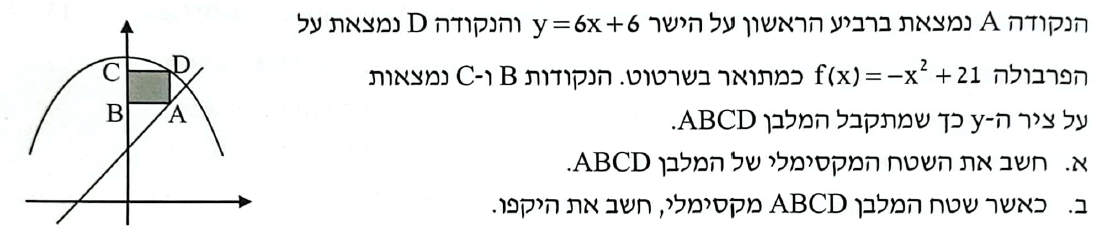 הנקודה A נמצאת ברביע הראשון על הישר y=6x+6 והנקודה D נמצאת על
הפרבולה f(x)=-x²+21 כמתואר בשרטוט. הנקודות B ו-C נמצאות
על ציר ה-y כך שמתקבל המלבן ABCD.
א. חשב את השטח המקסימלי של המלבן ABCD.
ב. כאשר שטח המלבן ABCD מקסימלי, חשב את היקפו.
C D
B A